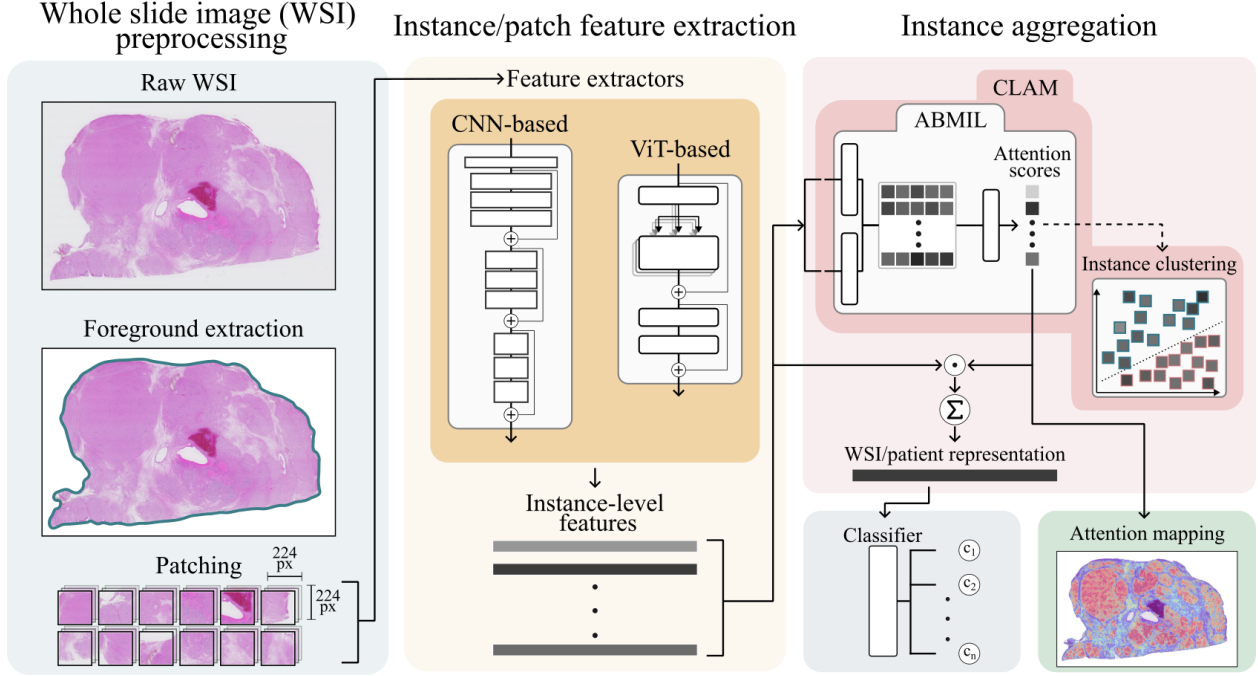 Whole slide image (WSI)
preprocessing
Raw WSI
Foreground extraction
Patching
224
px
224
px
Instance/patch feature extraction
Feature extractors
CNN-based
ViT-based
Instance-level
features
Instance aggregation
CLAM
ABMIL
Attention
scores
Instance clustering
Σ
WSI/patient representation
Classifier
c1
c2
cn
Attention mapping